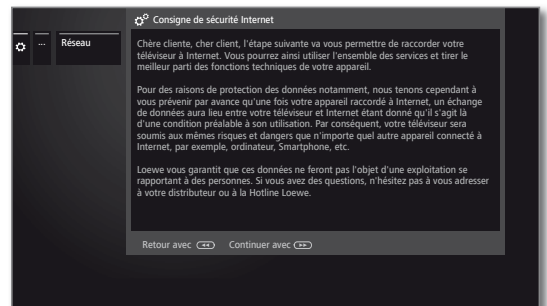 Consigne de sécurité Internet
... Réseau
Chère cliente, cher client, l'étape suivante va vous permettre de raccorder votre
téléviseur à Internet. Vous pourrez ainsi utiliser l'ensemble des services et tirer le
meilleur parti des fonctions techniques de votre appareil.
Pour des raisons de protection des données notamment, nous tenons cependant à
vous prévenir par avance qu'une fois votre appareil raccordé à Internet, un échange
de données aura lieu entre votre téléviseur et Internet étant donné qu'il s'agit là
d'une condition préalable à son utilisation. Par conséquent, votre téléviseur sera
soumis aux mêmes risques et dangers que n'importe quel autre appareil connecté à
Internet, par exemple, ordinateur, Smartphone, etc.
Loewe vous garantit que ces données ne feront pas l'objet d'une exploitation se
rapportant à des personnes. Si vous avez des questions, n'hésitez pas à vous adresser
à votre distributeur ou à la Hotline Loewe.
Retour avec Continuer avec